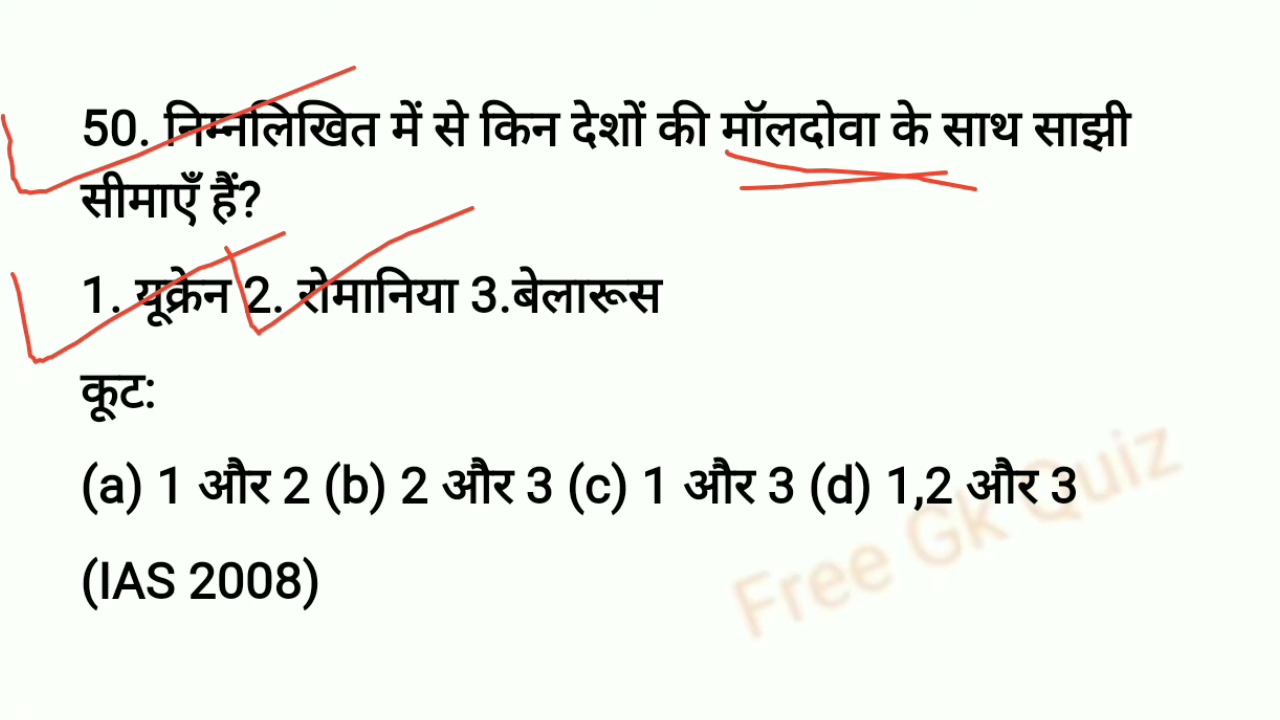 50. निम्नलिखित में से किन देशों की मॉलदोवा के साथ साझी
सीमाएँ हैं?
1. यूक्रेन 2. रोमानिया 3.बेलारूस
कूट:
(a) 1 और 2 (b) 2 और 3 (c) 1 और 3 (d) 1,2 और 3
(IAS 2008)
Free Gk Quiz